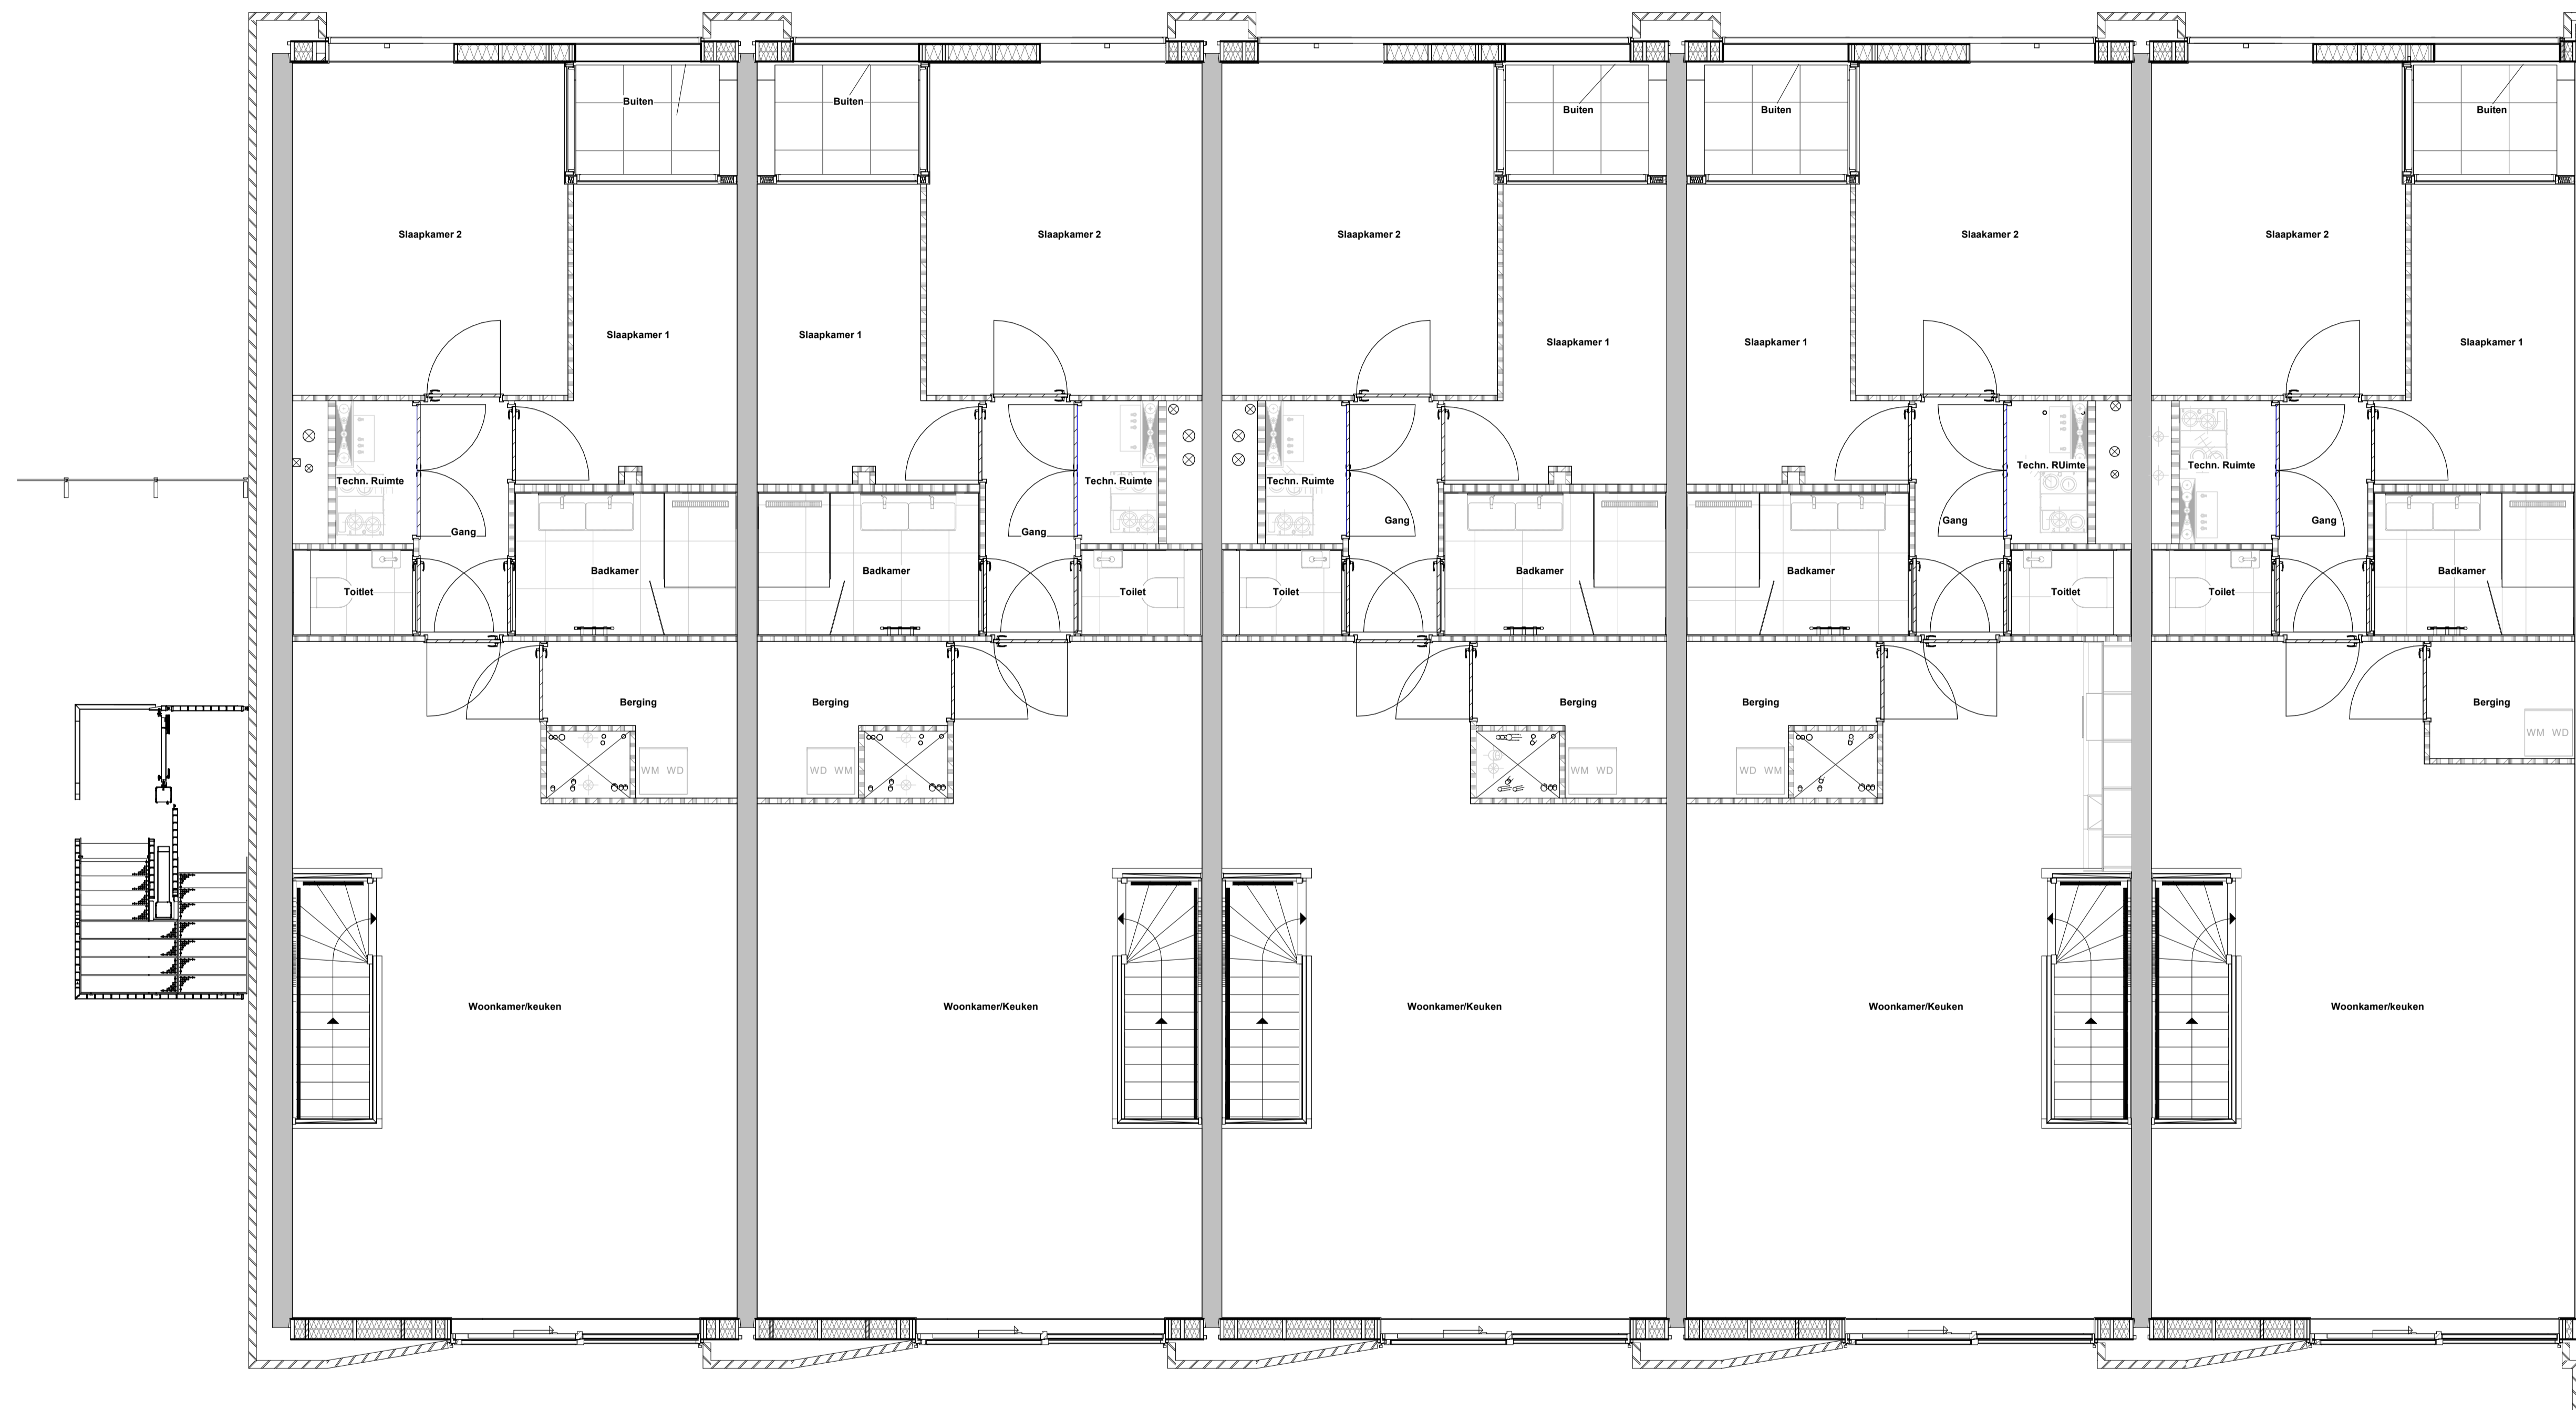 Buiten
Buiten
Buiten
Buiten
Buiten
Slaapkamer 2
Slaapkamer 2
Slaapkamer 2
Slaakamer 2
Slaapkamer 2
Slaapkamer 1
Slaapkamer 1
Slaapkamer 1
Slaapkamer 1
Slaapkamer 1
Techn. Ruimte
Techn. Ruimte
Techn. Ruimte
Techn. RUimte
Techn. Ruimte
Gang
Gang
Gang
Gang
Gang
Badkamer
Badkamer
Badkamer
Badkamer
Badkamer
Toitlet
Toilet
Toilet
Toitlet
Toilet
Berging
Berging
Berging
Berging
Berging
WM WD
WD WM
WM WD
WD WM
WM WD
Woonkamer/keuken
Woonkamer/Keuken
Woonkamer/Keuken
Woonkamer/Keuken
Woonkamer/keuken